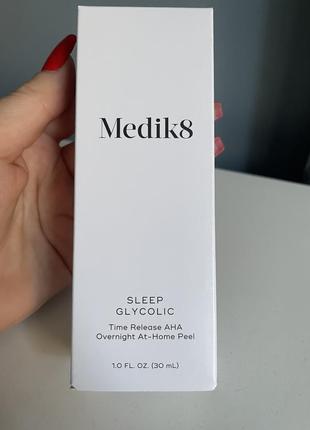 Medik8
SLEEP
GLYCOLIC
Time Release AHA
Overnight At-Home Peel
1.0 FL. OZ. (30 mL)